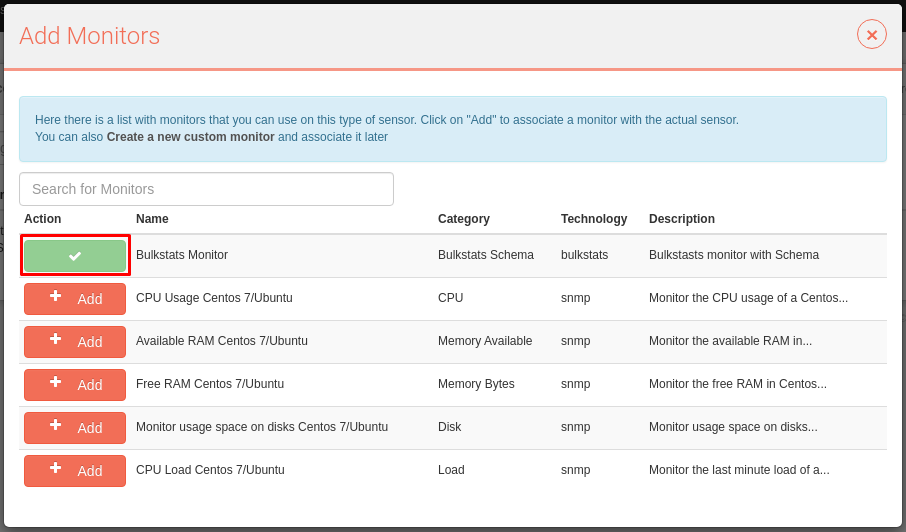 Add Monitors
Here there is a list with monitors that you can use on this type of sensor. Click on "Add" to associate a monitor with the actual sensor.
You can also Create a new custom monitor and associate it later
Search for Monitors
Action Name Category Technology Description
Bulkstats Monitor Bulkstats Schema bulkstats Bulkstasts monitor with Schema
Add CPU Usage Centos 7/Ubuntu CPU snmp Monitor the CPU usage of a Centos...
Add Available RAM Centos 7/Ubuntu Memory Available snmp Monitor the available RAM in...
Add Free RAM Centos 7/Ubuntu Memory Bytes snmp Monitor the free RAM in Centos...
Add Monitor usage space on disks Centos 7/Ubuntu Disk snmp Monitor usage space on disks...
Add CPU Load Centos 7/Ubuntu Load snmp Monitor the last minute load of a...